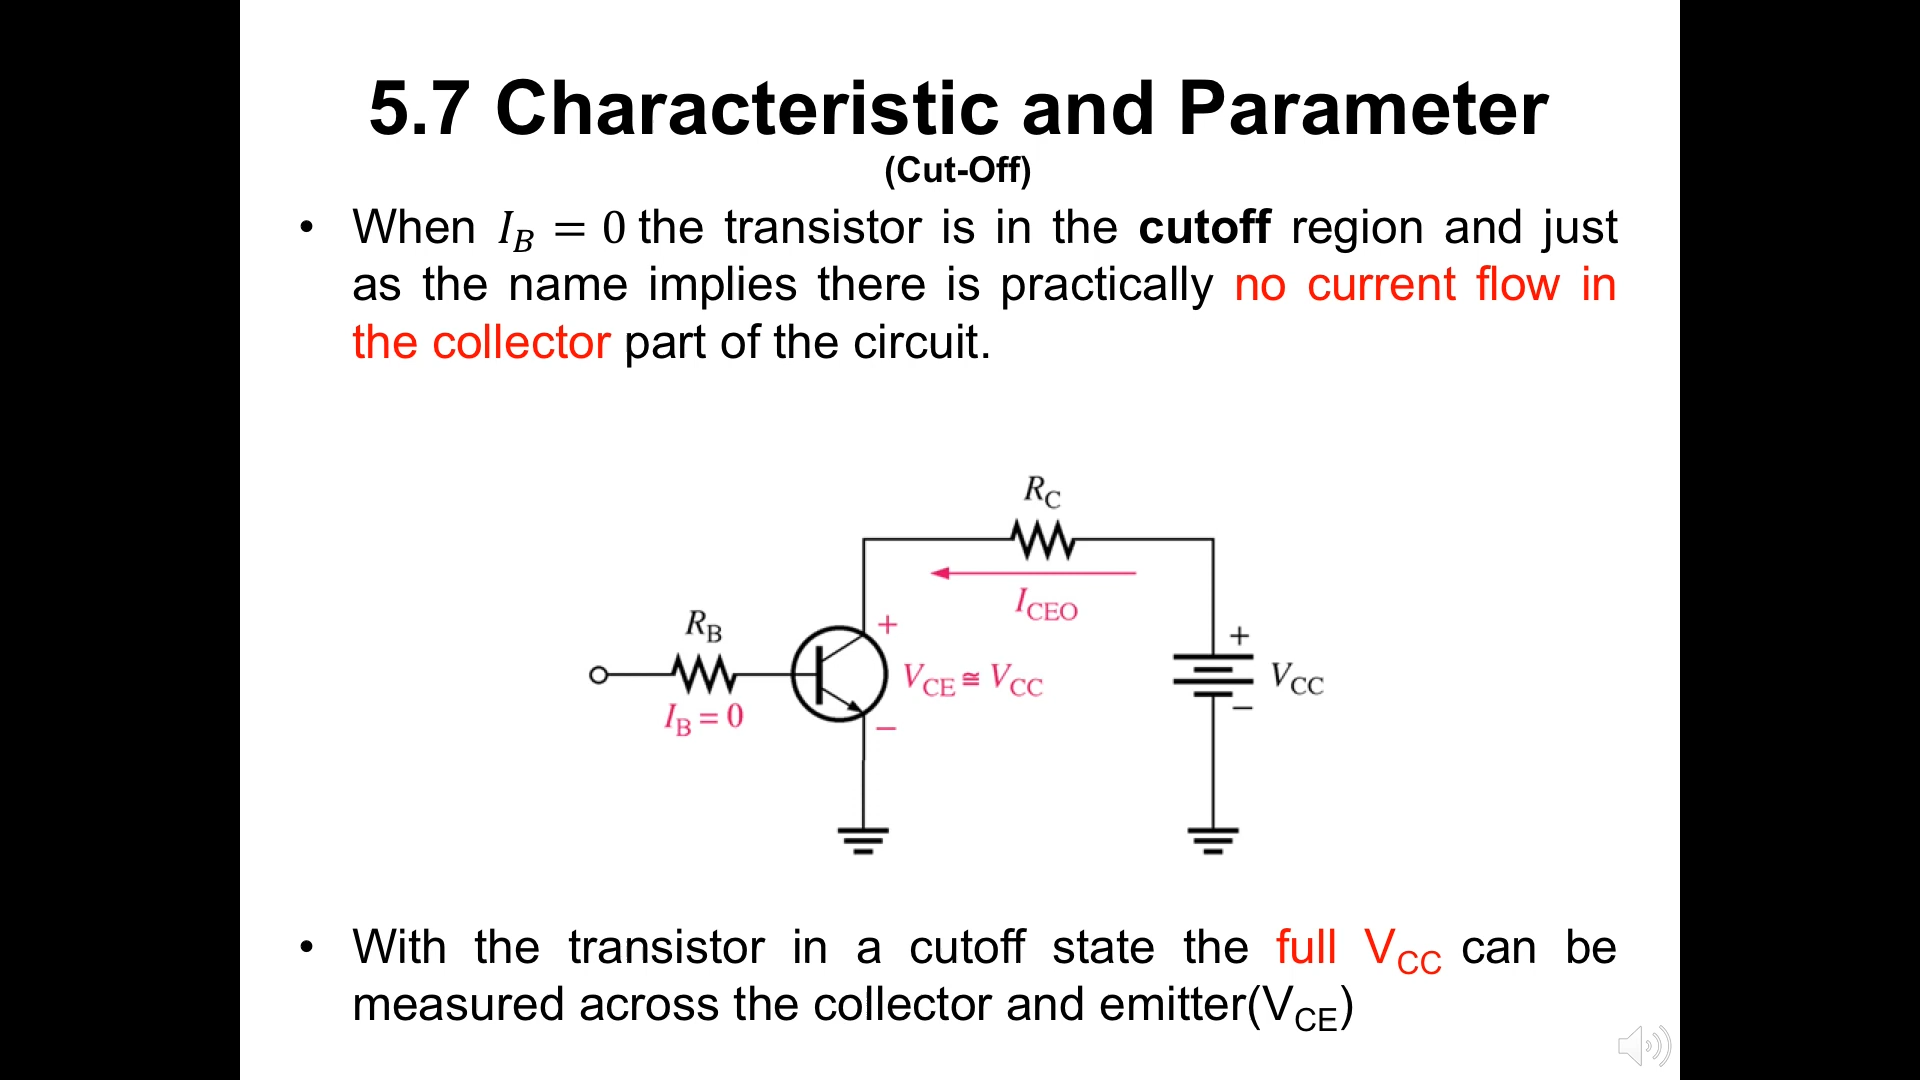 5.7 Characteristic and Parameter
(Cut-Off)
• When I_B = 0 the transistor is in the cutoff region and just
as the name implies there is practically no current flow in
the collector part of the circuit.
R_C
I_CEO
R_B
+
+
V_CE ≅ V_CC
V_CC
I_B = 0
−
−
• With the transistor in a cutoff state the full V_CC can be
measured across the collector and emitter(V_CE)